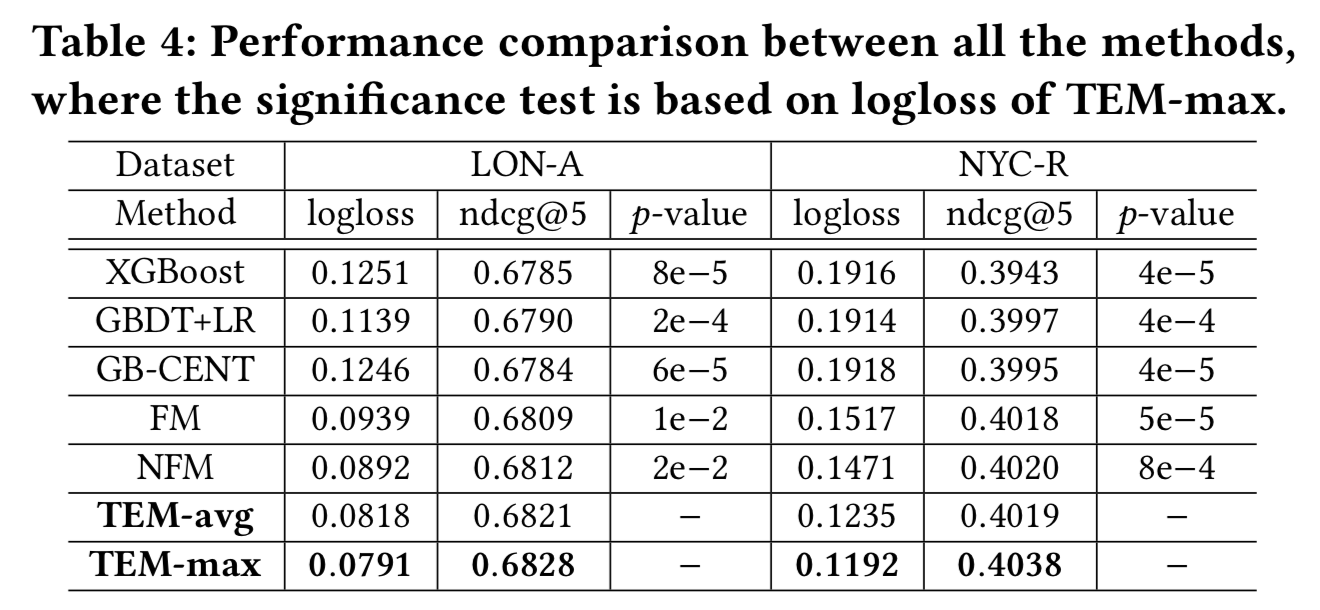 Table 4: Performance comparison between all the methods,
where the significance test is based on logloss of TEM-max.
Dataset LON-A NYC-R
Method logloss ndcg@5 p-value logloss ndcg@5 p-value
XGBoost 0.1251 0.6785 8e−5 0.1916 0.3943 4e−5
GBDT+LR 0.1139 0.6790 2e−4 0.1914 0.3997 4e−4
GB-CENT 0.1246 0.6784 6e−5 0.1918 0.3995 4e−5
FM 0.0939 0.6809 1e−2 0.1517 0.4018 5e−5
NFM 0.0892 0.6812 2e−2 0.1471 0.4020 8e−4
TEM-avg 0.0818 0.6821 − 0.1235 0.4019 −
TEM-max 0.0791 0.6828 − 0.1192 0.4038 −